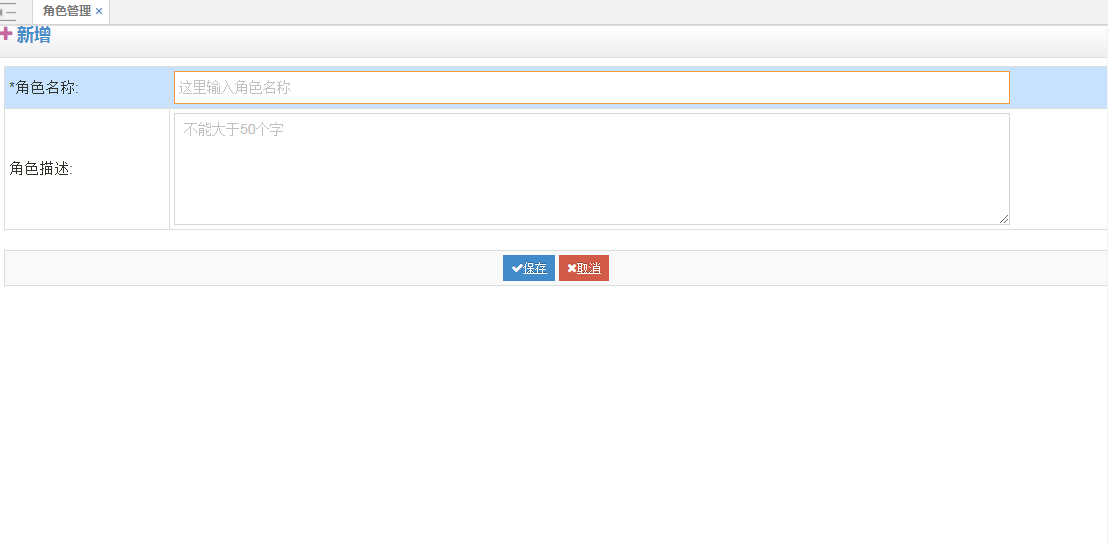 角色管理 ×
新增
*角色名称:
这里输入角色名称
角色描述:
不能大于50个字
保存 取消